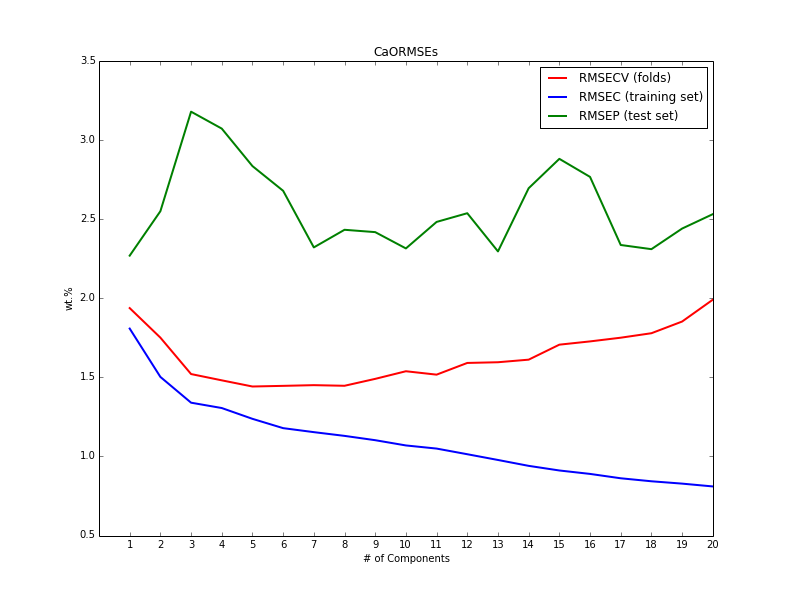 CaORMSEs
3.5
3.0
2.5
2.0
1.5
1.0
0.5
wt.%
RMSECV (folds)
RMSEC (training set)
RMSEP (test set)
1 2 3 4 5 6 7 8 9 10 11 12 13 14 15 16 17 18 19 20
# of Components